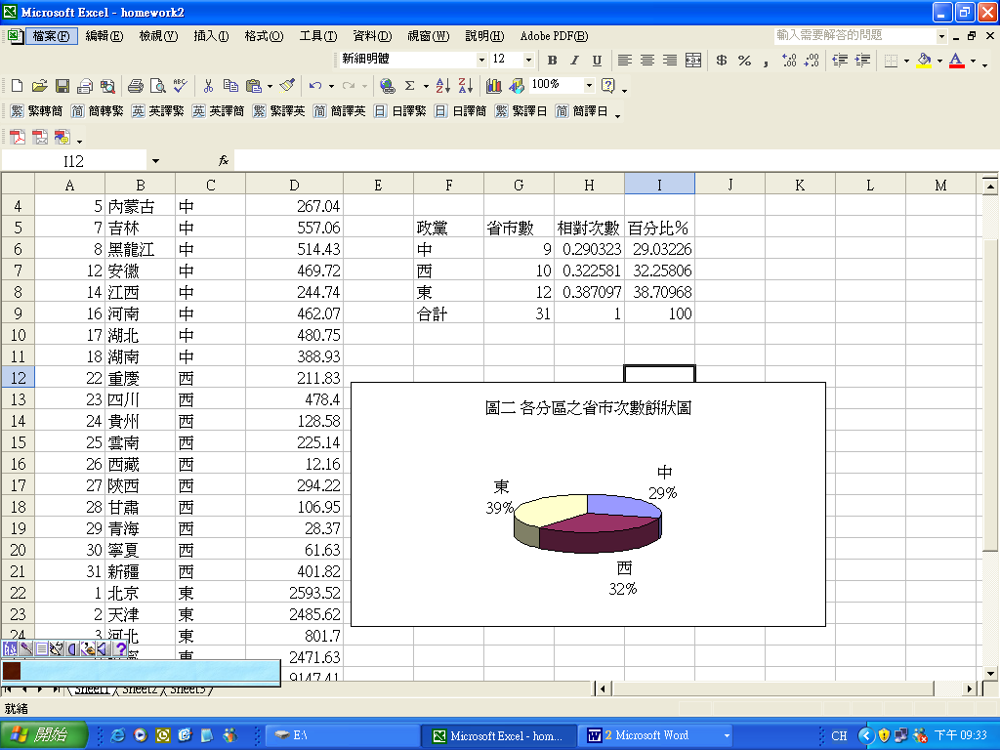 Microsoft Excel - homework2
檔案(F) 編輯(E) 檢視(V) 插入(I) 格式(O) 工具(T) 資料(D) 視窗(W) 說明(H) Adobe PDF(B) 輸入需要解答的問題
新細明體 12 B I U $ % ,
Σ 100%
繁 繁轉簡 簡 簡轉繁 英 英譯繁 英 英譯簡 繁 繁譯英 簡 簡譯英 日 日譯繁 日 日譯簡 繁 繁譯日 簡 簡譯日
I12 fx
A B C D E F G H I J K L M
4 5 內蒙古 中 267.04
5 7 吉林 中 557.06 政黨 省市數 相對次數 百分比%
6 8 黑龍江 中 514.43 中 9 0.290323 29.03226
7 12 安徽 中 469.72 西 10 0.322581 32.25806
8 14 江西 中 244.74 東 12 0.387097 38.70968
9 16 河南 中 462.07 合計 31 1 100
10 17 湖北 中 480.75
11 18 湖南 中 388.93
12 22 重慶 西 211.83
13 23 四川 西 478.4
14 24 貴州 西 128.58
15 25 雲南 西 225.14
16 26 西藏 西 12.16
17 27 陝西 西 294.22
18 28 甘肅 西 106.95
19 29 青海 西 28.37
20 30 寧夏 西 61.63
21 31 新疆 西 401.82
22 1 北京 東 2593.52
23 2 天津 東 2485.62
24 3 河北 東 801.7
東 2471.63
9147.41
圖二 各分區之省市次數餅狀圖
中
29%
東
39%
西
32%
Sheet1 Sheet2 Sheet3
就緒
開始 E:\ Microsoft Excel - hom... 2 Microsoft Word CH 下午 09:33